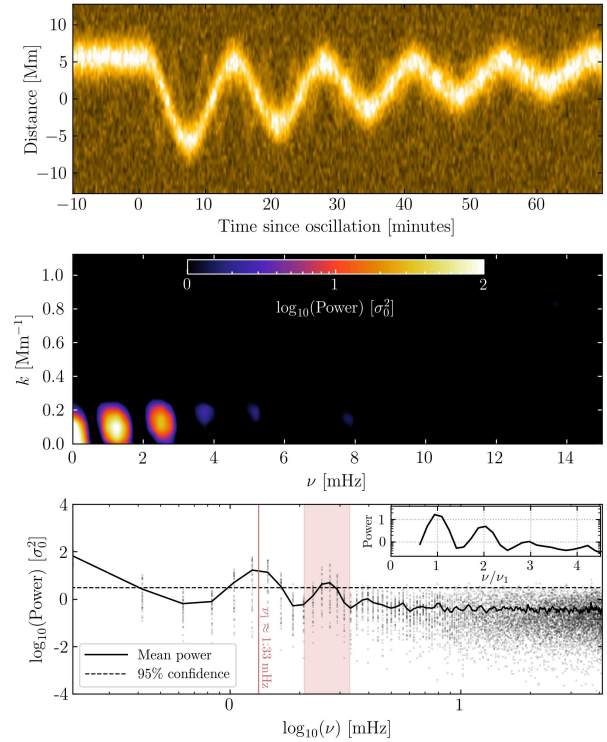 10
5
0
−5
−10
Distance [Mm]
−10 0 10 20 30 40 50 60
Time since oscillation [minutes]
1.0
0.8
0.6
0.4
0.2
0.0
k [Mm⁻¹]
0 1 2
log₁₀(Power) [σ₀²]
0 2 4 6 8 10 12 14
ν [mHz]
4
2
0
−2
−4
log₁₀(Power) [σ₀²]
Power
1
0
0 1 2 3 4
ν/ν₁
ν₁ ≈ 1.33 mHz
Mean power
95% confidence
0 1
log₁₀(ν) [mHz]